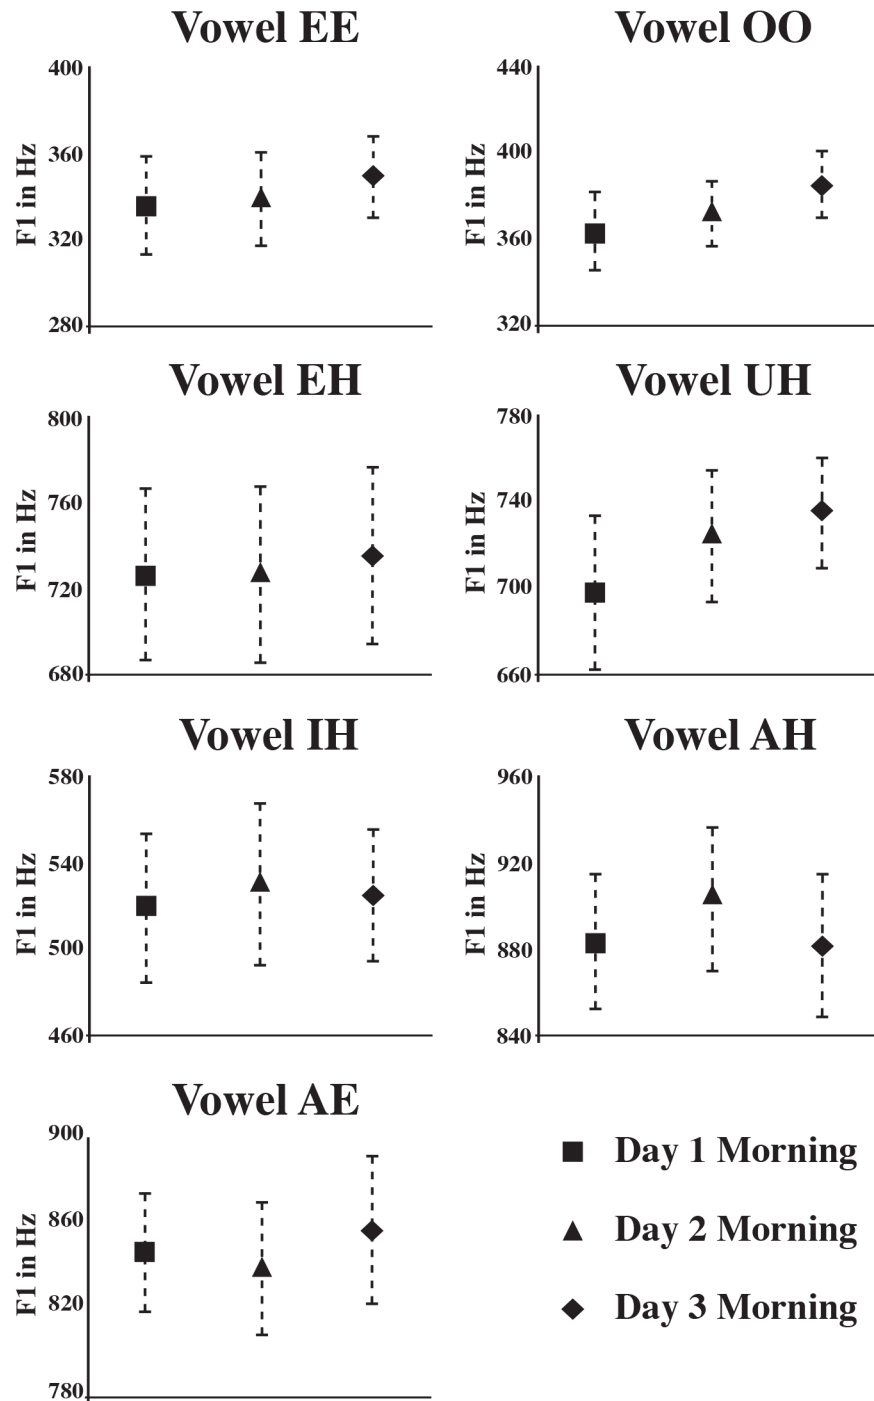 Vowel EE
400
360
320
280
F1 in Hz
Vowel OO
440
400
360
320
F1 in Hz
Vowel EH
800
760
720
680
F1 in Hz
Vowel UH
780
740
700
660
F1 in Hz
Vowel IH
580
540
500
460
F1 in Hz
Vowel AH
960
920
880
840
F1 in Hz
Vowel AE
900
860
820
780
F1 in Hz
Day 1 Morning
Day 2 Morning
Day 3 Morning